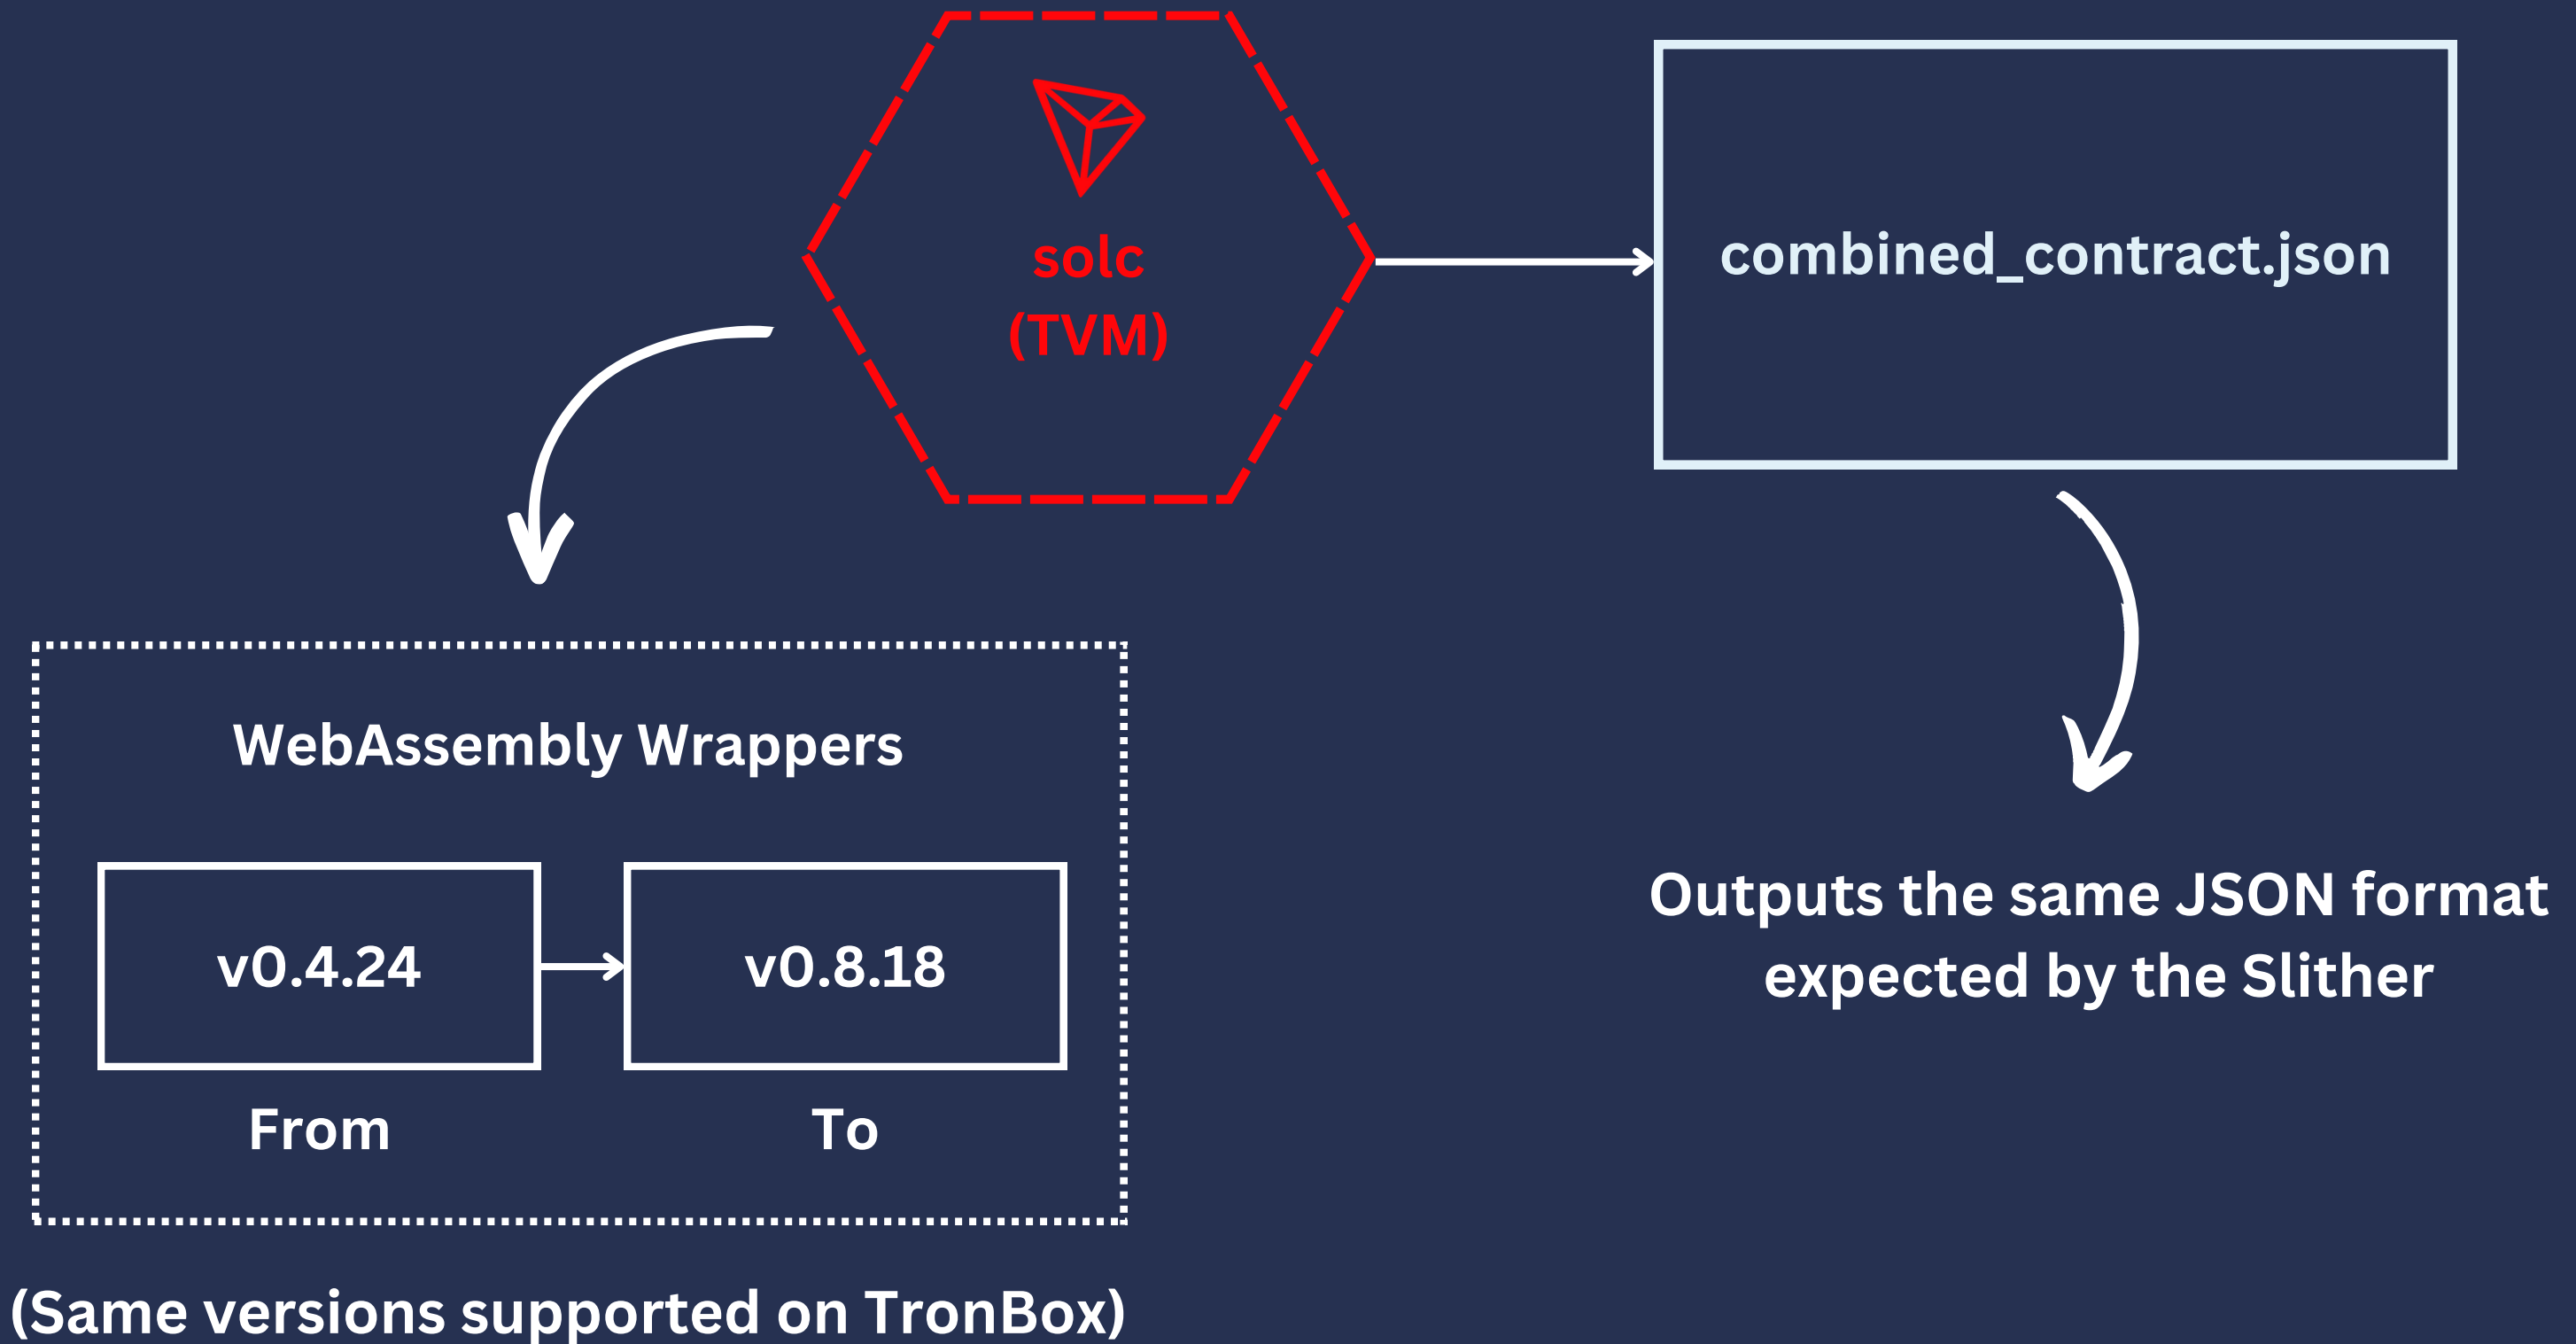 solc
(TVM)
combined_contract.json
WebAssembly Wrappers
v0.4.24
v0.8.18
From
To
(Same versions supported on TronBox)
Outputs the same JSON format
expected by the Slither